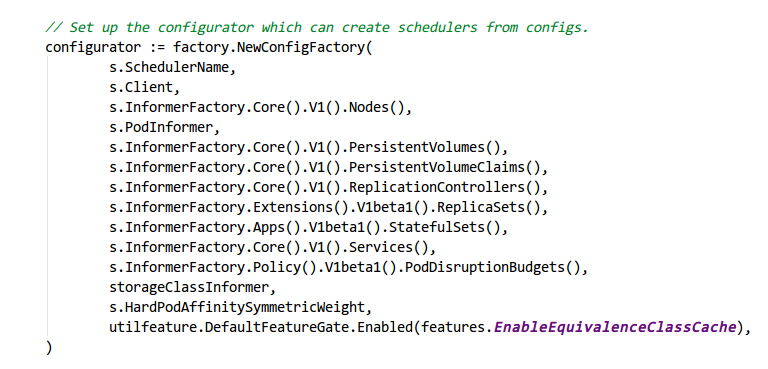 // Set up the configurator which can create schedulers from configs.
configurator := factory.NewConfigFactory(
s.SchedulerName,
s.Client,
s.InformerFactory.Core().V1().Nodes(),
s.PodInformer,
s.InformerFactory.Core().V1().PersistentVolumes(),
s.InformerFactory.Core().V1().PersistentVolumeClaims(),
s.InformerFactory.Core().V1().ReplicationControllers(),
s.InformerFactory.Extensions().V1beta1().ReplicaSets(),
s.InformerFactory.Apps().V1beta1().StatefulSets(),
s.InformerFactory.Core().V1().Services(),
s.InformerFactory.Policy().V1beta1().PodDisruptionBudgets(),
storageClassInformer,
s.HardPodAffinitySymmetricWeight,
utilfeature.DefaultFeatureGate.Enabled(features.EnableEquivalenceClassCache),
)